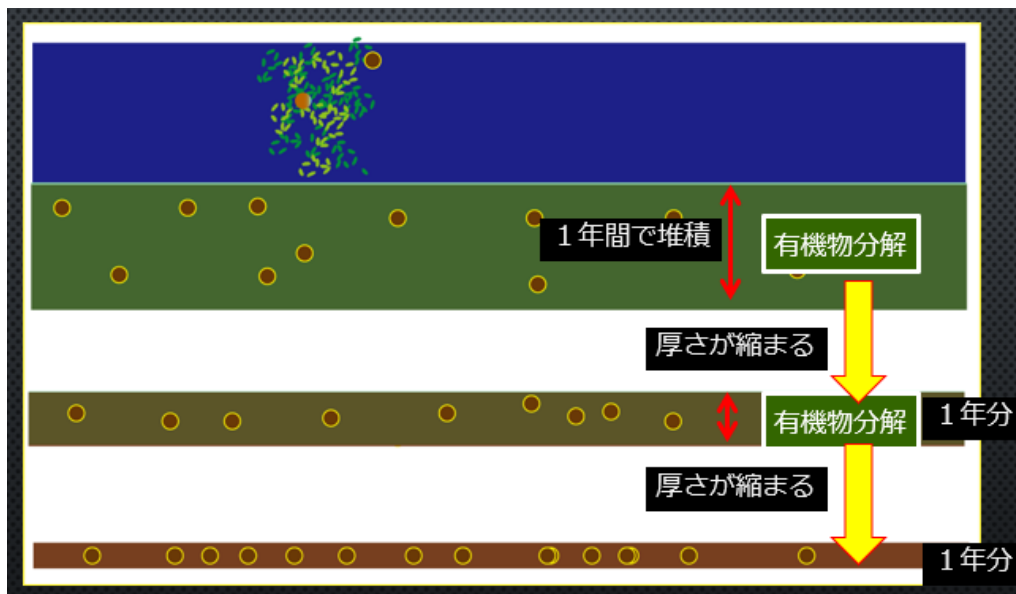 １年間で堆積
有機物分解
厚さが縮まる
有機物分解
１年分
厚さが縮まる
１年分